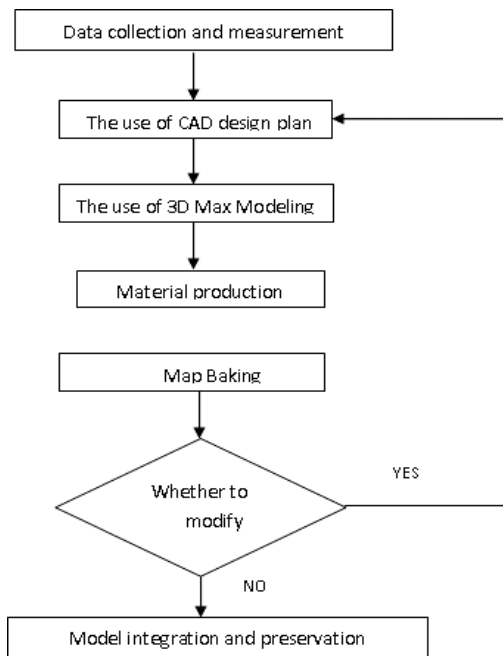 Data collection and measurement
The use of CAD design plan
The use of 3D Max Modeling
Material production
Map Baking
YES
Whether to
modify
NO
Model integration and preservation